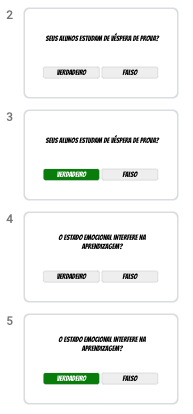 2
SEUS ALUNOS ESTUDAM DE VÉSPERA DE PROVA?
VERDADEIRO FALSO
3
SEUS ALUNOS ESTUDAM DE VÉSPERA DE PROVA?
VERDADEIRO FALSO
4
O ESTADO EMOCIONAL INTERFERE NA
APRENDIZAGEM?
VERDADEIRO FALSO
5
O ESTADO EMOCIONAL INTERFERE NA
APRENDIZAGEM?
VERDADEIRO FALSO